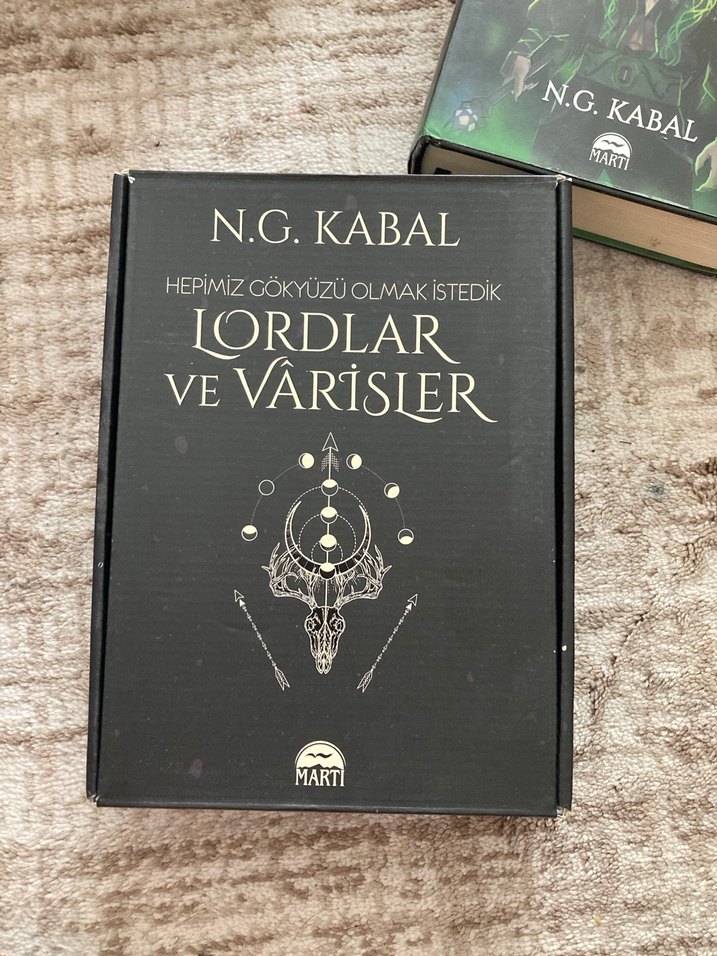 N.G. KABAL
MARTI
N.G. KABAL
HEPİMİZ GÖKYÜZÜ OLMAK İSTEDİK
LORDLAR
VE VÂRİSLER
MARTI